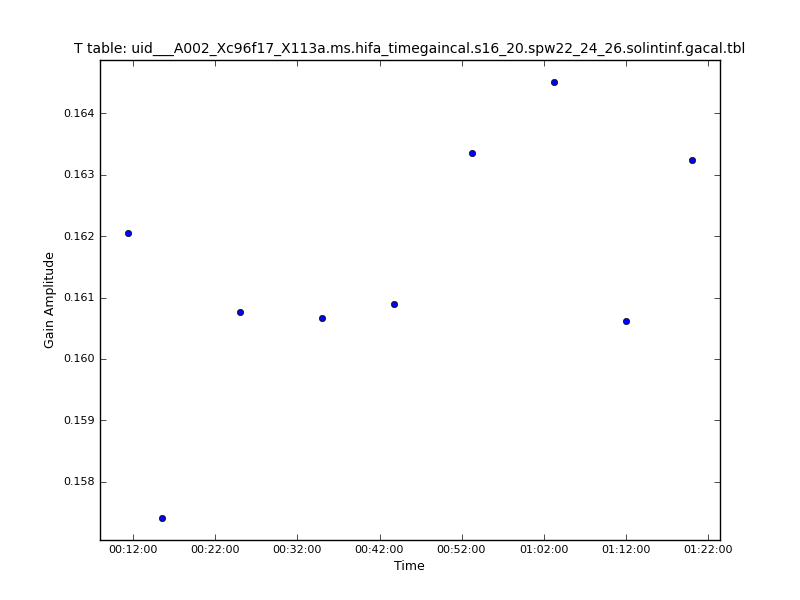 T table: uid___A002_Xc96f17_X113a.ms.hifa_timegaincal.s16_20.spw22_24_26.solintinf.gacal.tbl
0.164
0.163
0.162
0.161
0.160
0.159
0.158
Gain Amplitude
00:12:00 00:22:00 00:32:00 00:42:00 00:52:00 01:02:00 01:12:00 01:22:00
Time